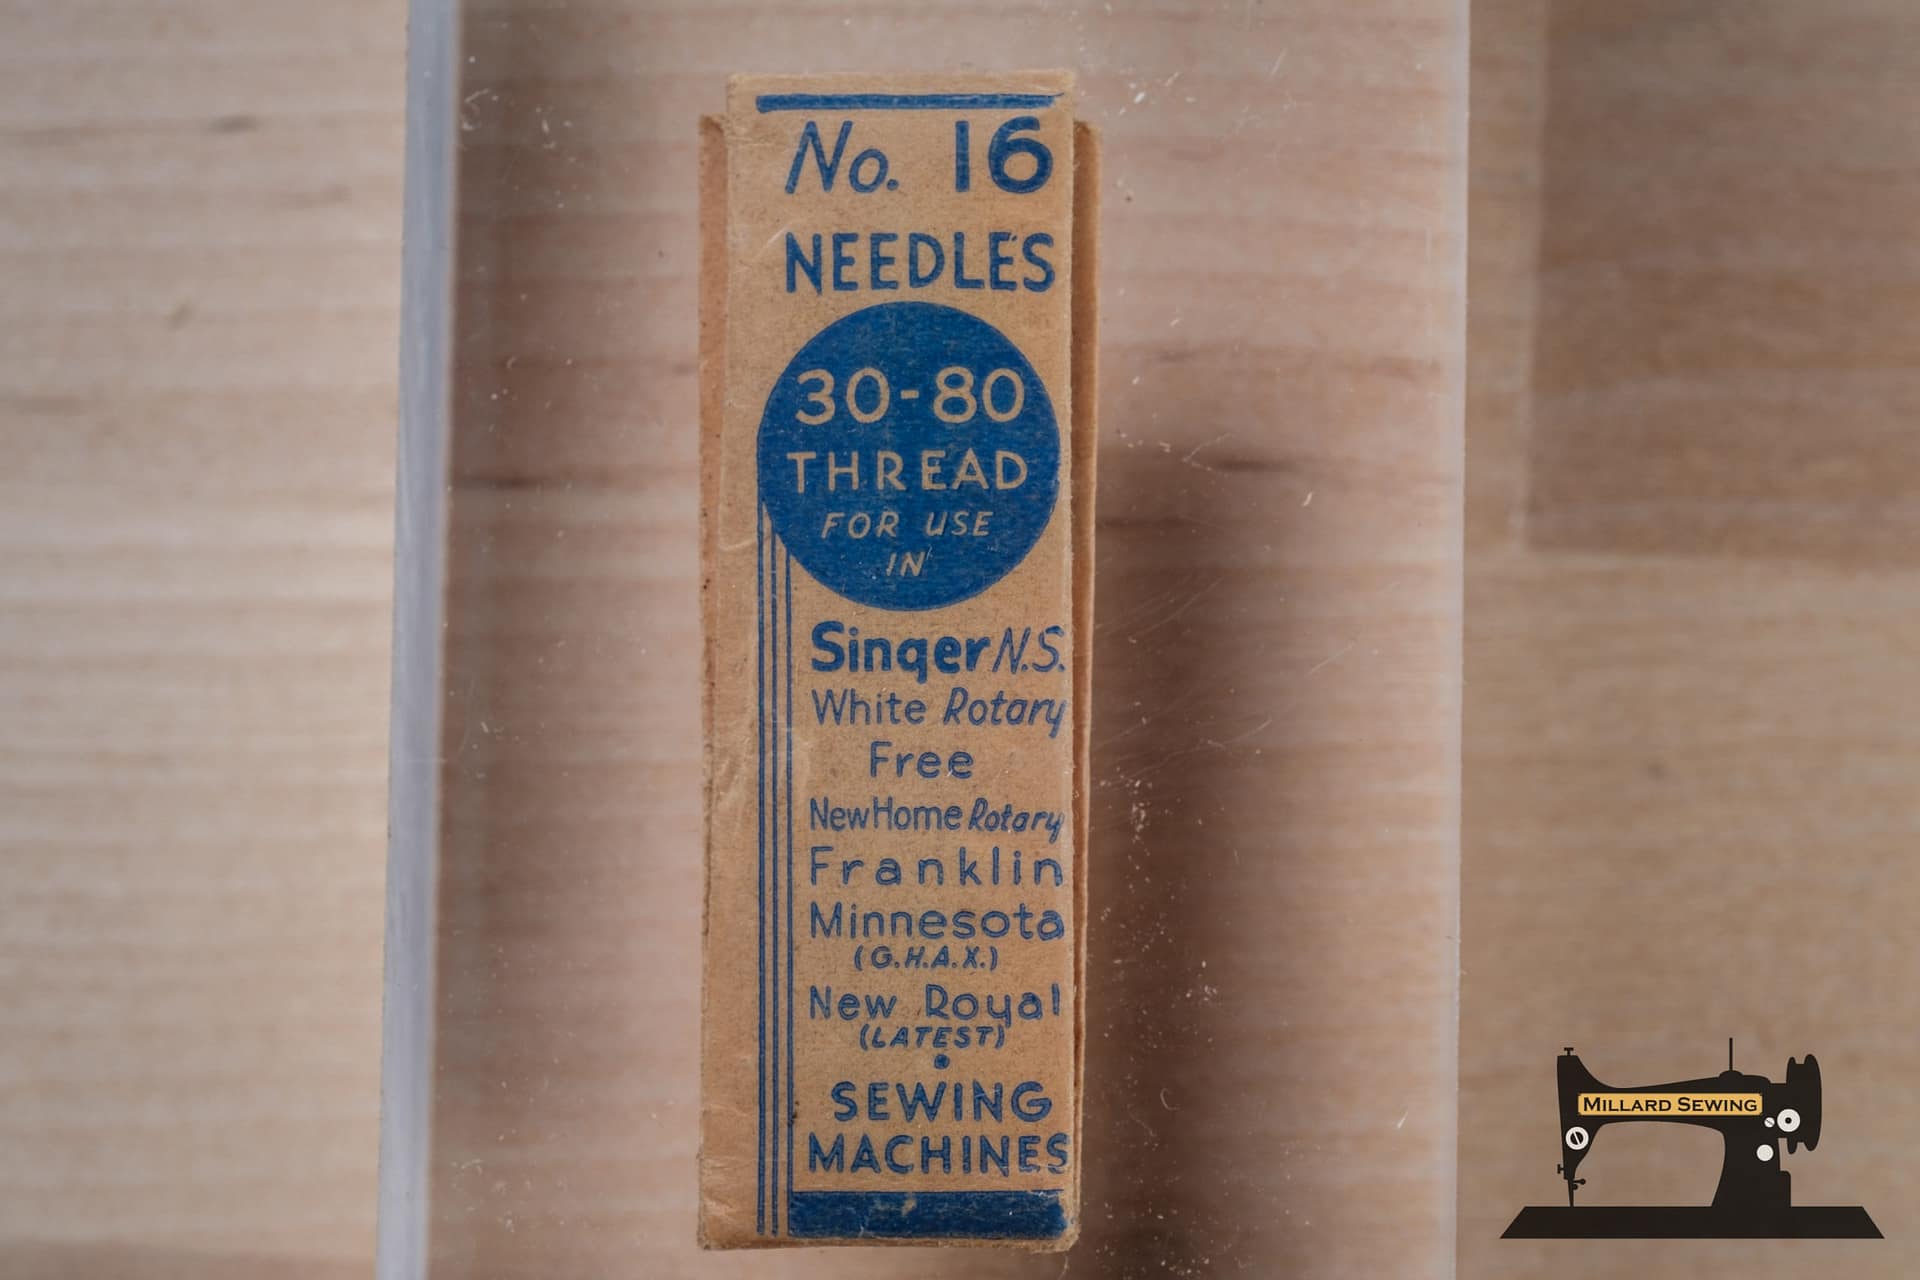 No. 16
NEEDLES
30-80
THREAD
FOR USE
IN
Singer N.S.
White Rotary
Free
New Home Rotary
Franklin
Minnesota
(G.H.A.X.)
New Royal
(LATEST)
SEWING
MACHINES
MILLARD SEWING